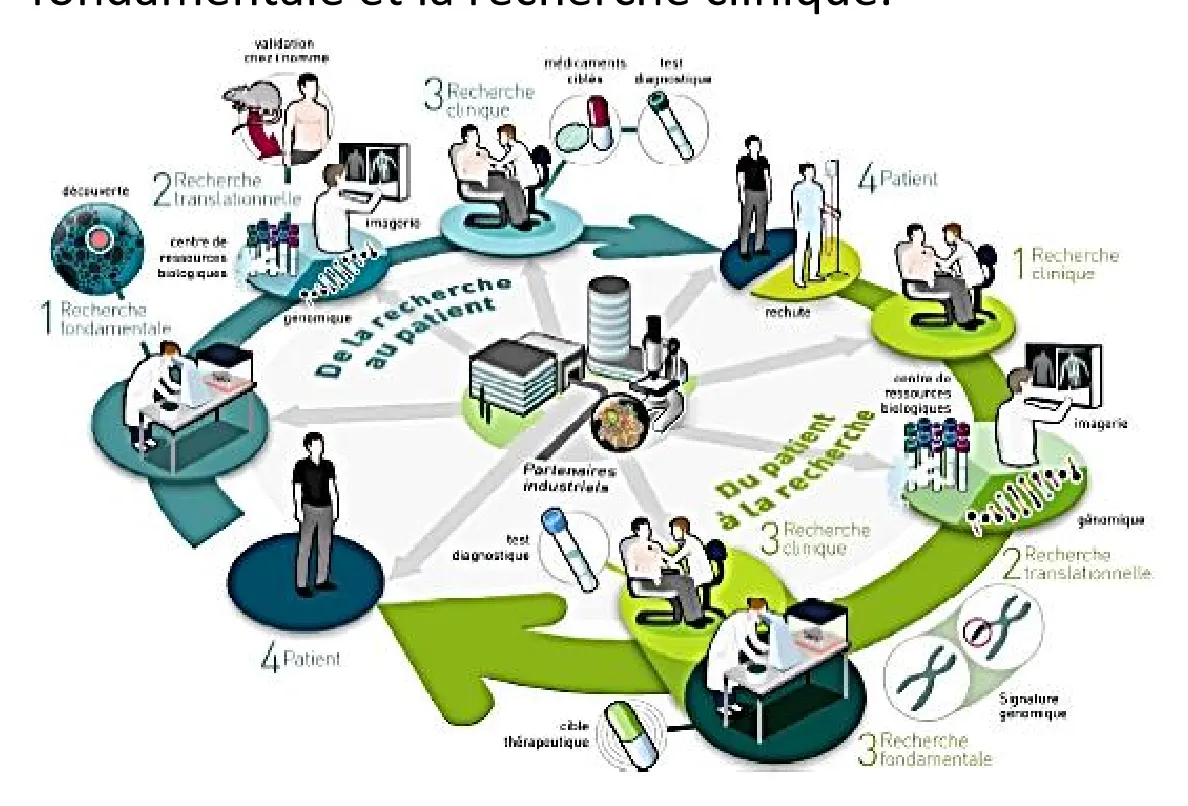 fondamentale et la recherche clinique.
validation
chez l'homme
3 Recherche
clinique
médicaments
ciblés
test
diagnostique
2 Recherche
translationnelle
imagerie
découverte
centre de
ressources
biologiques
génomique
1 Recherche
fondamentale
De la recherche
au patient
4 Patient
rechute
1 Recherche
clinique
centre de
ressources
biologiques
imagerie
génomique
2 Recherche
translationnelle
Du patient
à la recherche
Partenaires
industriels
test
diagnostique
3 Recherche
clinique
4 Patient
Signature
génomique
cible
thérapeutique
3 Recherche
fondamentale